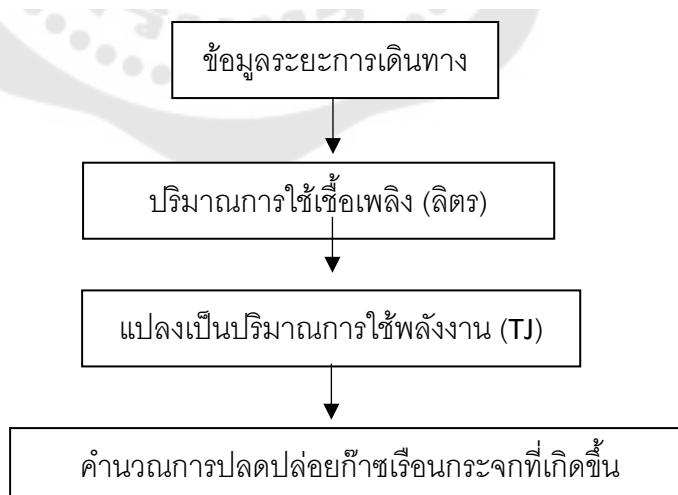 ข้อมูลระยะการเดินทาง
ปริมาณการใช้เชื้อเพลิง (ลิตร)
แปลงเป็นปริมาณการใช้พลังงาน (TJ)
คำนวณการปลดปล่อยก๊าซเรือนกระจกที่เกิดขึ้น